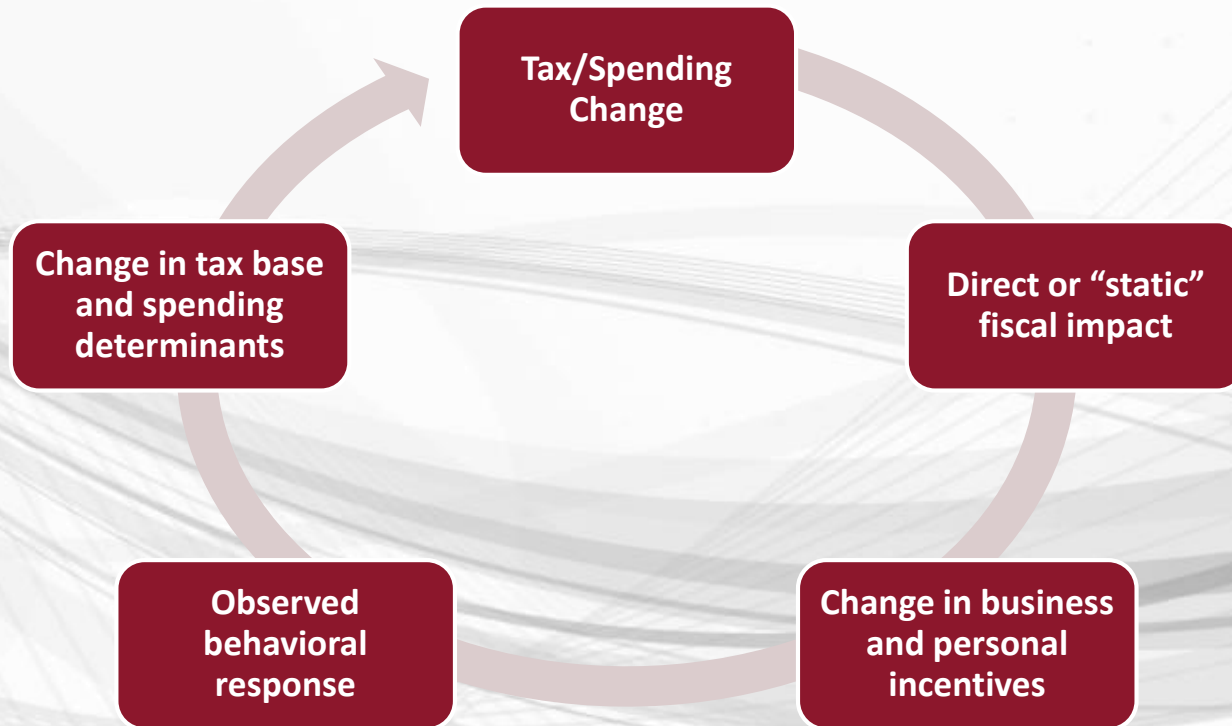 Tax/Spending
Change
Direct or “static”
fiscal impact
Change in business
and personal
incentives
Observed
behavioral
response
Change in tax base
and spending
determinants